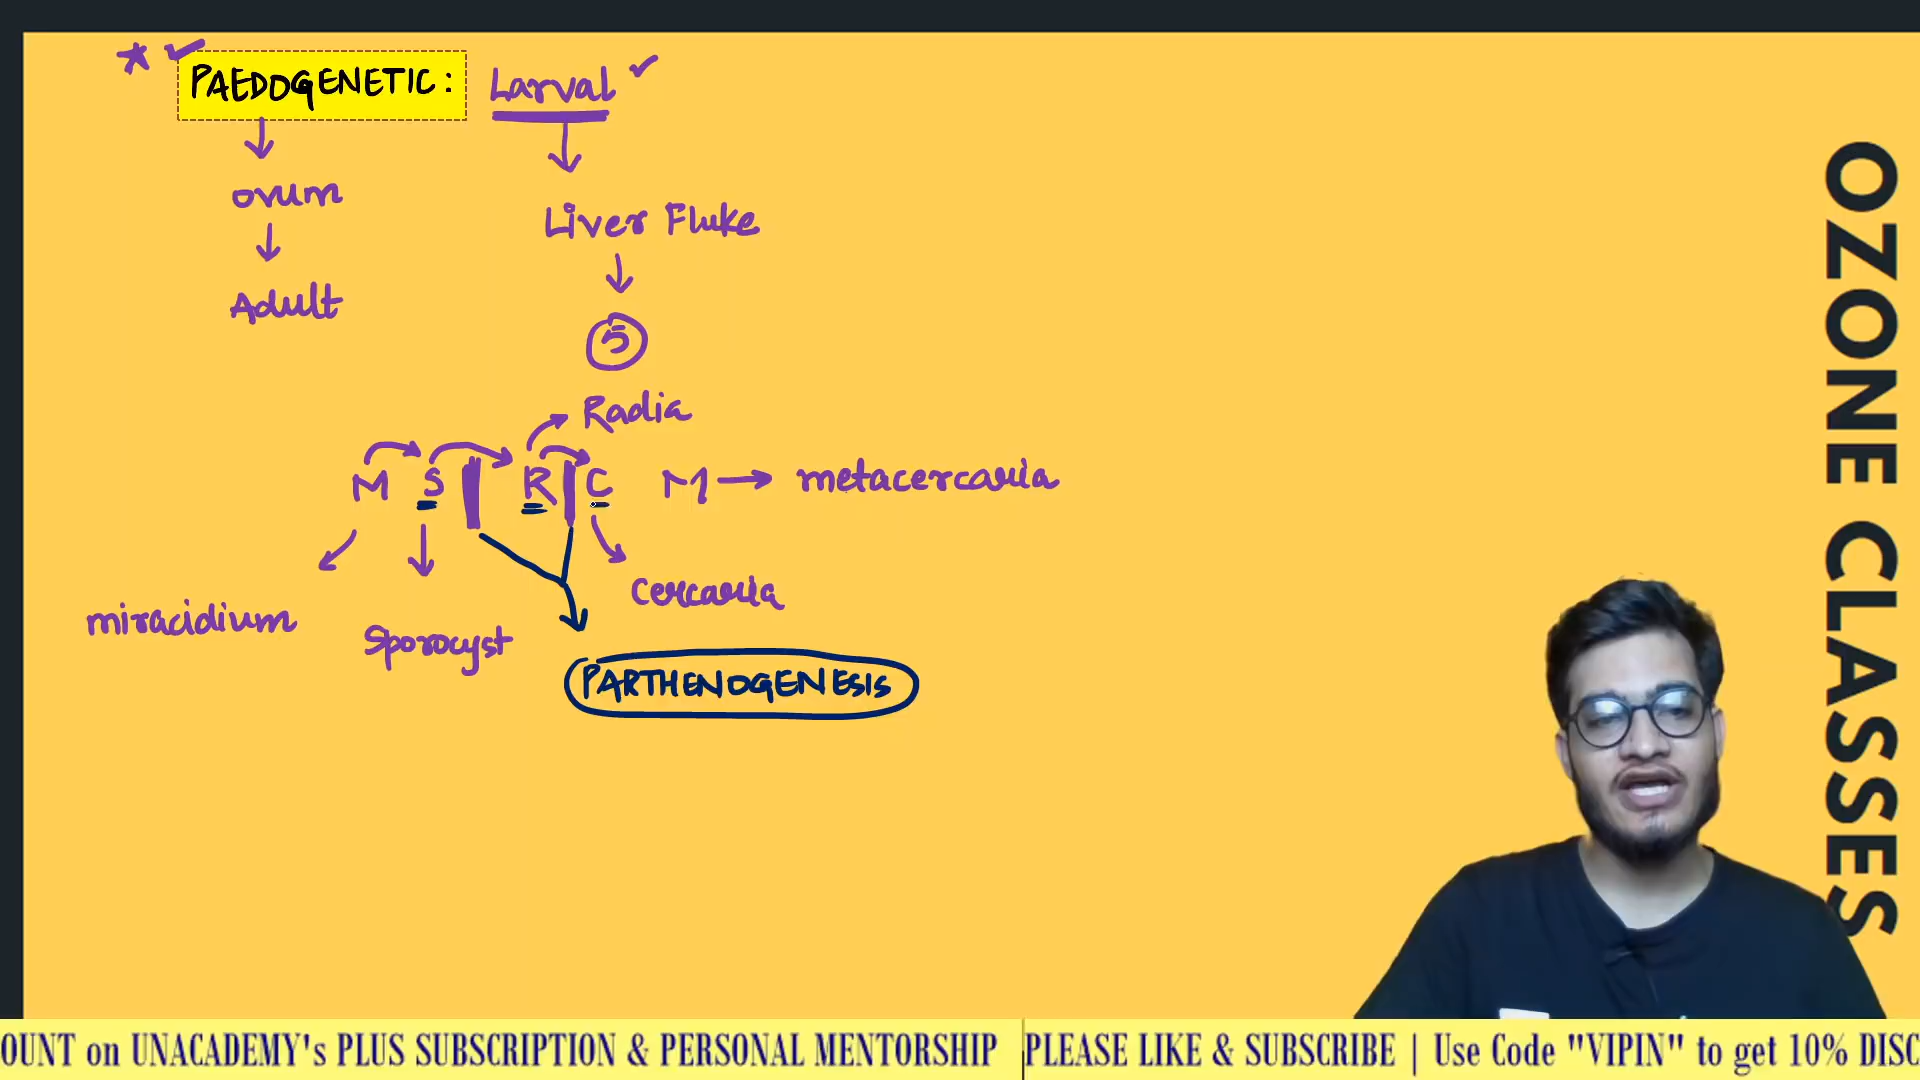 PAEDOGENETIC: Larval
ovum
Liver Fluke
Adult
5
Radia
M S R C M → metacercaria
miracidium
Sporocyst
Cercaria
PARTHENOGENESIS
OZONE CLASSES
OUNT on UNACADEMY's PLUS SUBSCRIPTION & PERSONAL MENTORSHIP
PLEASE LIKE & SUBSCRIBE | Use Code "VIPIN" to get 10% DISC